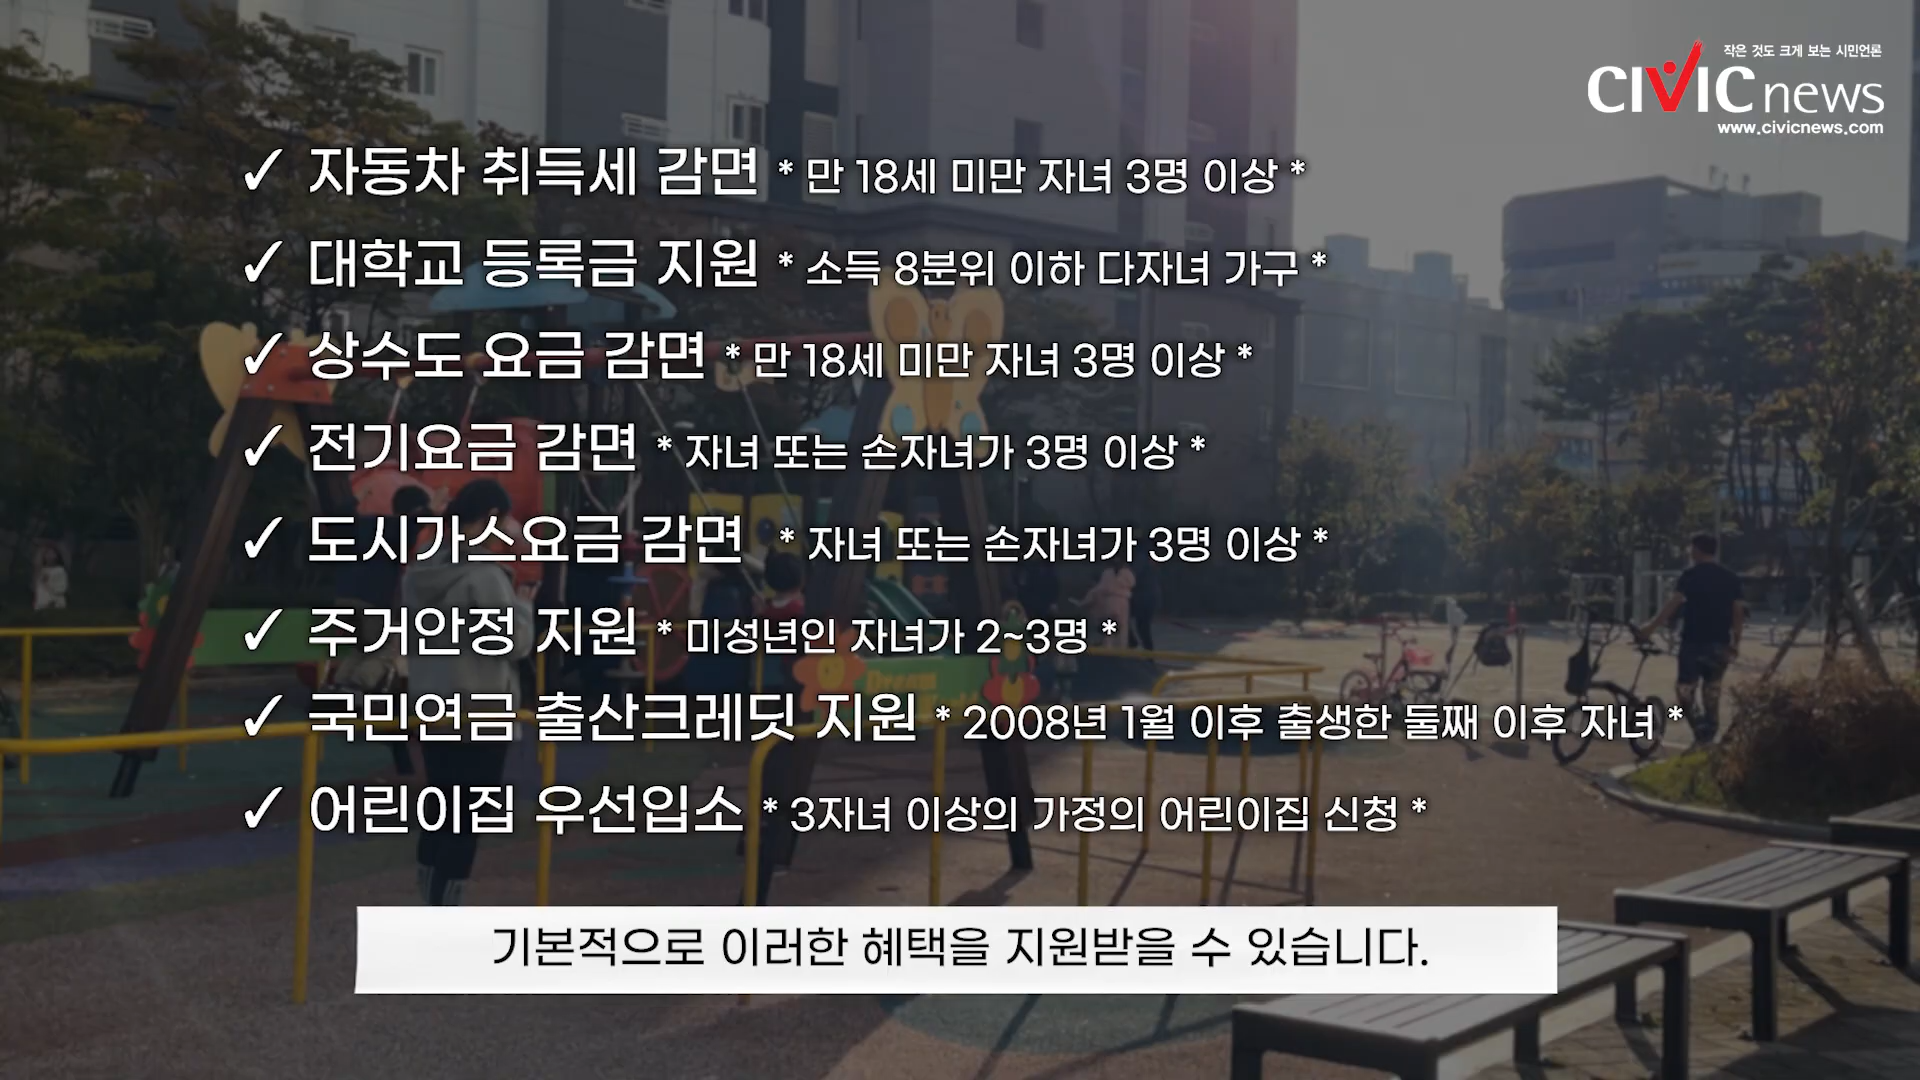 작은 것도 크게 보는 시민언론
CIVIC news
www.civicnews.com
✓ 자동차 취득세 감면 * 만 18세 미만 자녀 3명 이상 *
✓ 대학교 등록금 지원 * 소득 8분위 이하 다자녀 가구 *
✓ 상수도 요금 감면 * 만 18세 미만 자녀 3명 이상 *
✓ 전기요금 감면 * 자녀 또는 손자녀가 3명 이상 *
✓ 도시가스요금 감면 * 자녀 또는 손자녀가 3명 이상 *
✓ 주거안정 지원 * 미성년인 자녀가 2~3명 *
Dream
✓ 국민연금 출산크레딧 지원 * 2008년 1월 이후 출생한 둘째 이후 자녀 *
✓ 어린이집 우선입소 * 3자녀 이상의 가정의 어린이집 신청 *
기본적으로 이러한 혜택을 지원받을 수 있습니다.